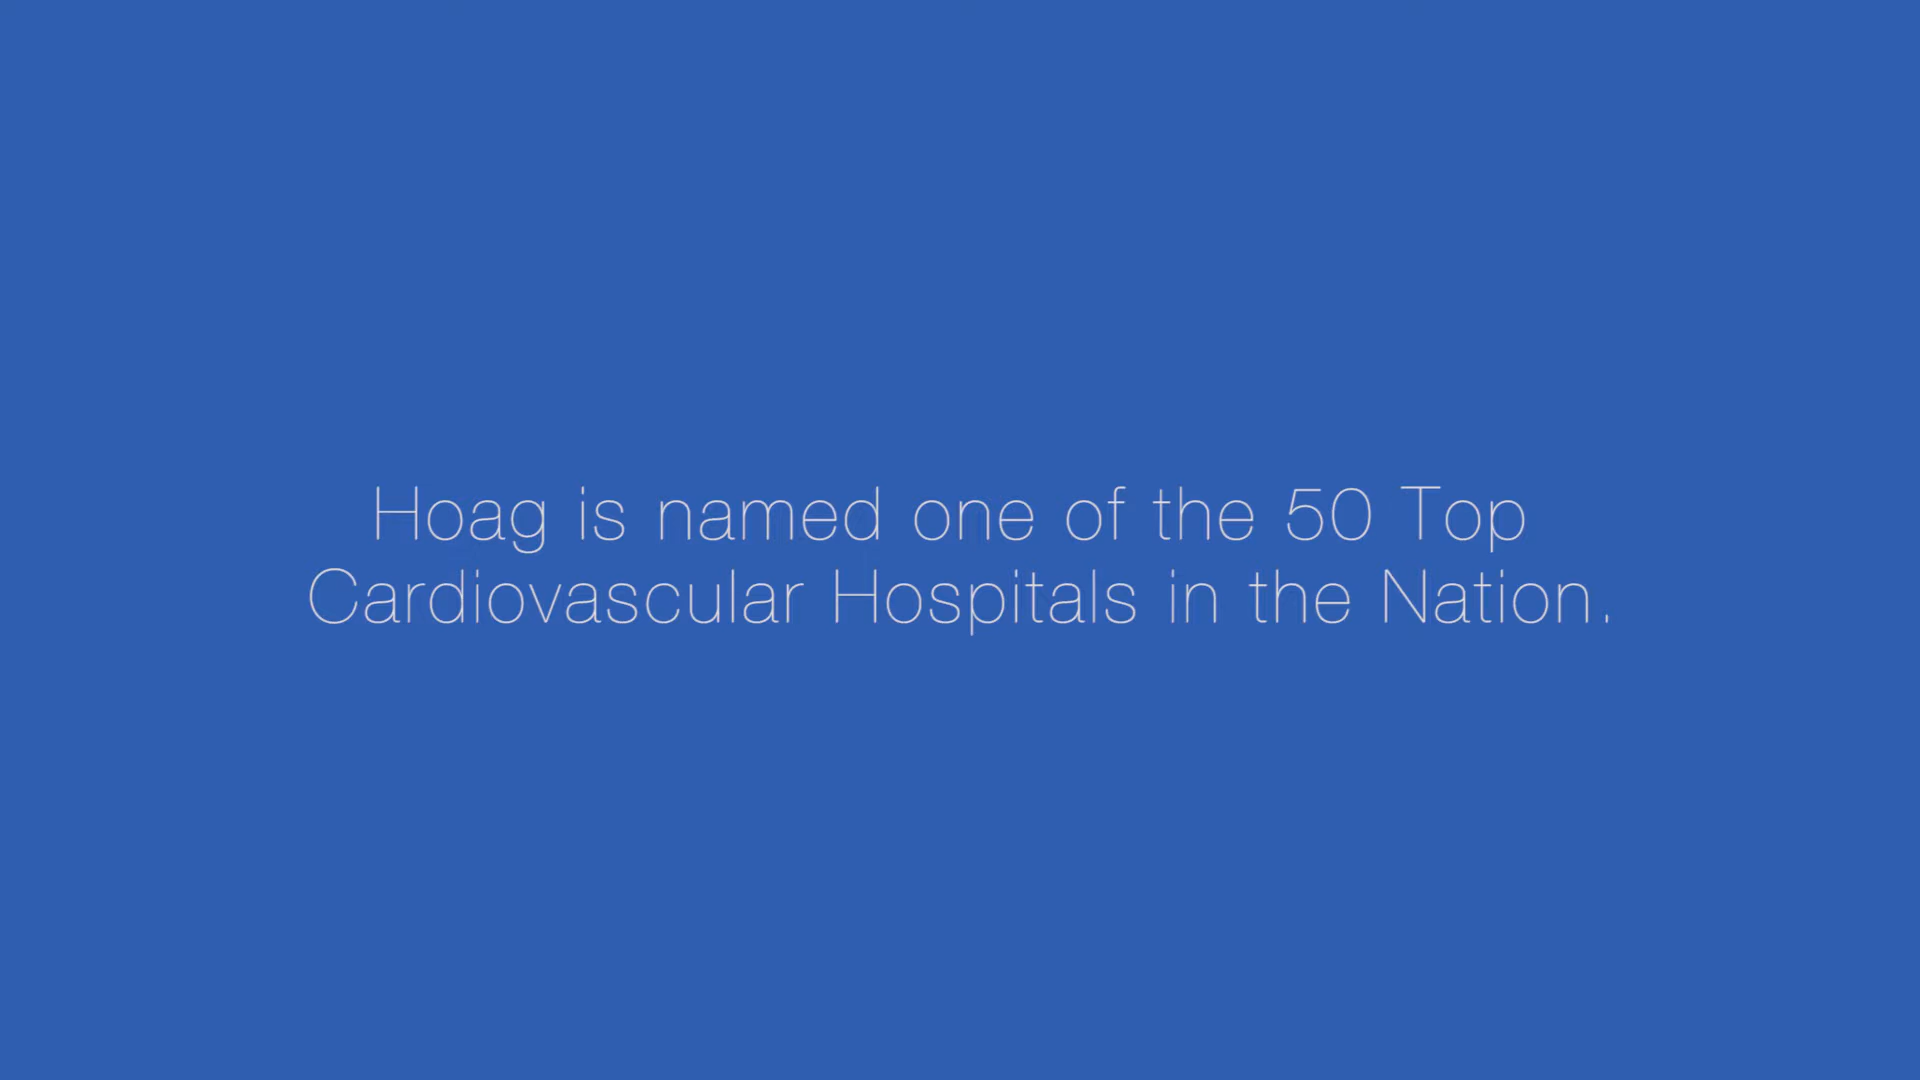 Hoag is named one of the 50 Top
Cardiovascular Hospitals in the Nation.